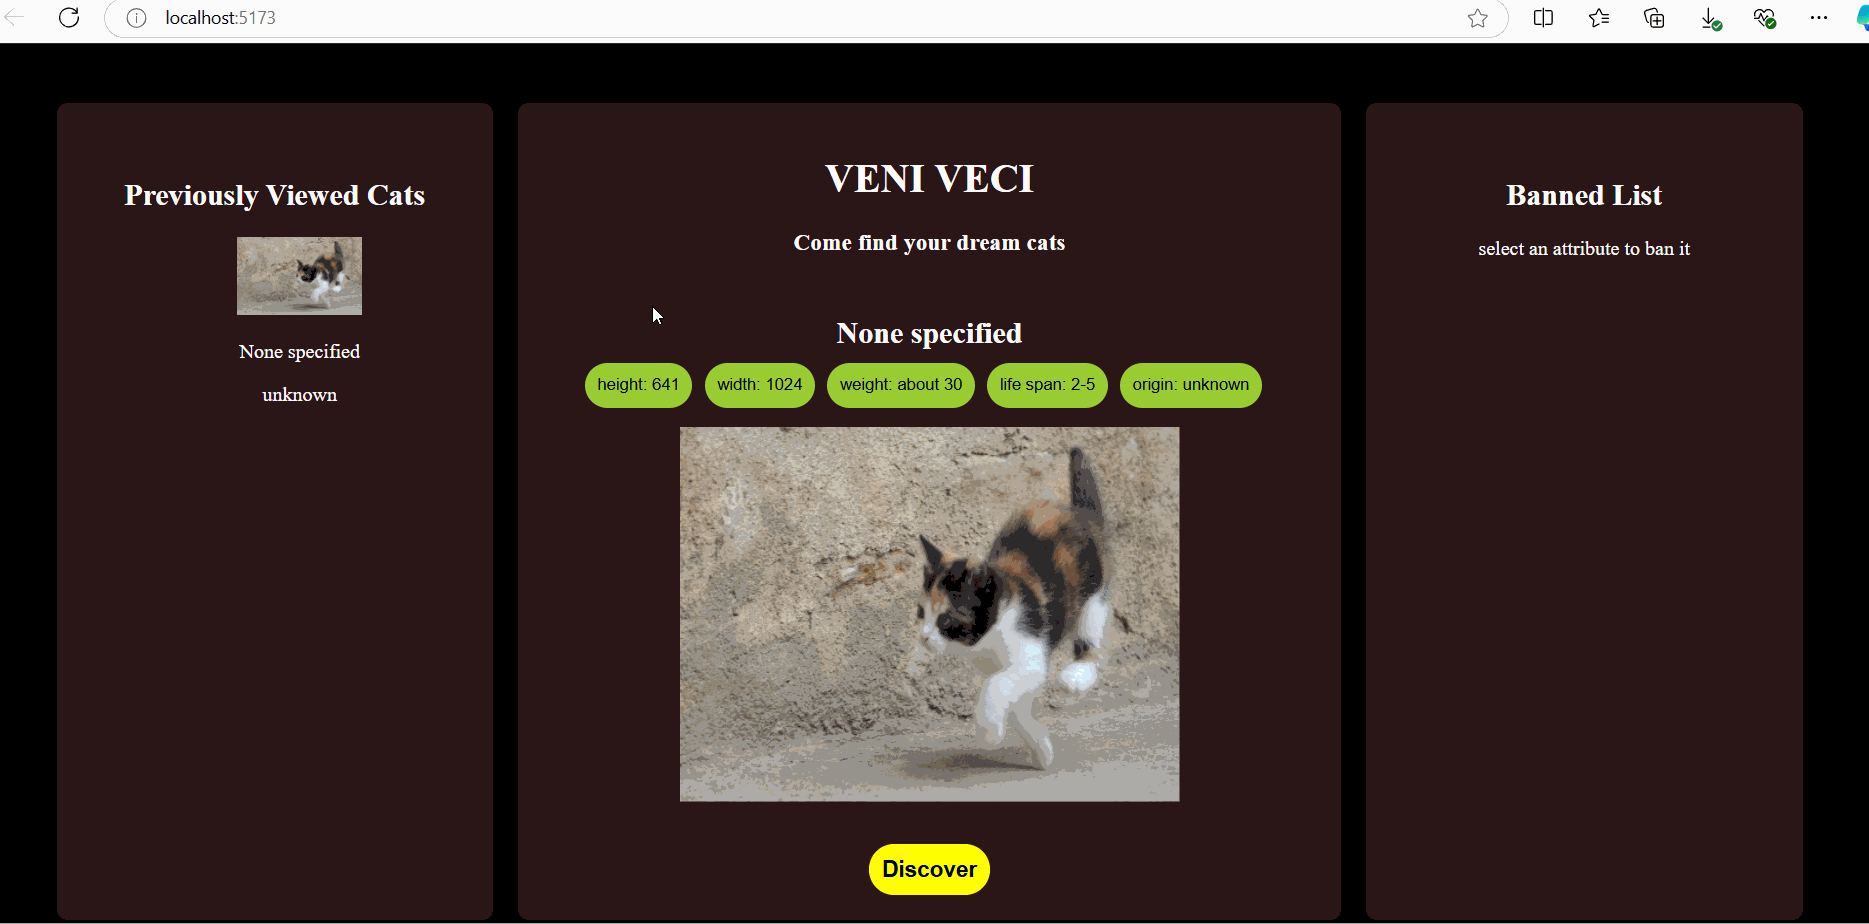 localhost:5173
Previously Viewed Cats
None specified
unknown
VENI VECI
Come find your dream cats
None specified
height: 641 width: 1024 weight: about 30 life span: 2-5 origin: unknown
Discover
Banned List
select an attribute to ban it